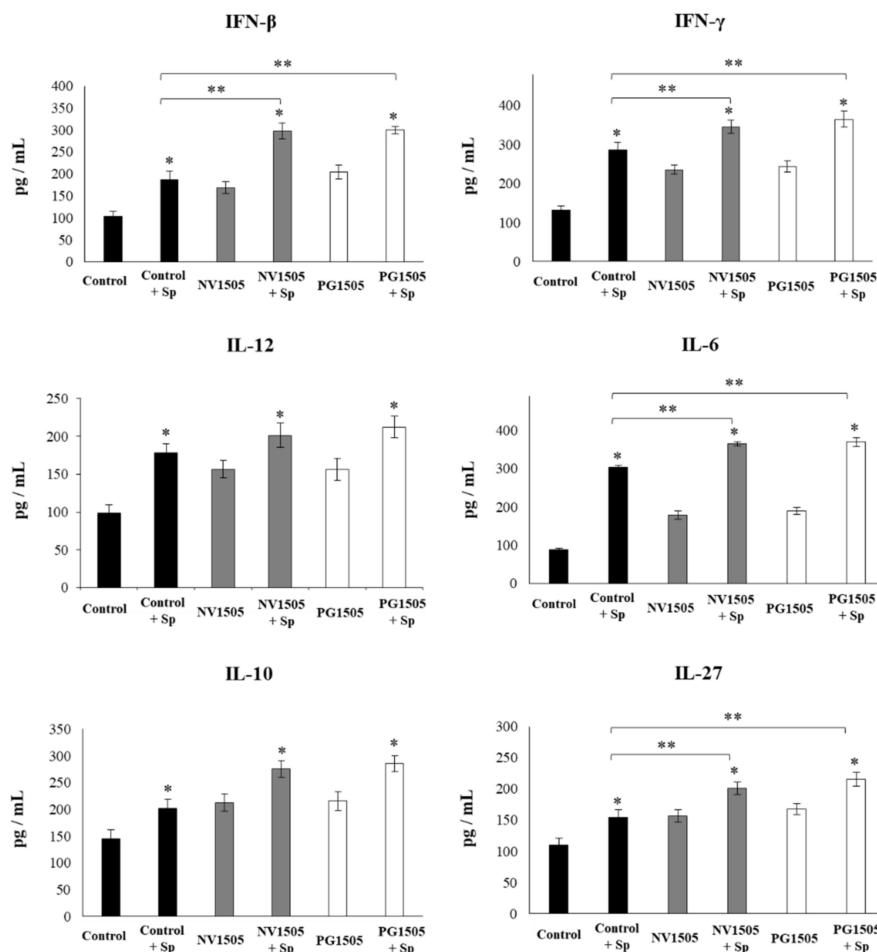 IFN-β
**
**
*
*
*
pg / mL
400
350
300
250
200
150
100
50
0
Control
Control + Sp
NV1505
NV1505 + Sp
PG1505
PG1505 + Sp
IFN-γ
**
**
*
*
*
pg / mL
400
300
200
100
0
Control
Control + Sp
NV1505
NV1505 + Sp
PG1505
PG1505 + Sp
IL-12
*
*
*
pg / mL
250
200
150
100
50
0
Control
Control + Sp
NV1505
NV1505 + Sp
PG1505
PG1505 + Sp
IL-6
**
**
*
*
*
pg / mL
400
300
200
100
0
Control
Control + Sp
NV1505
NV1505 + Sp
PG1505
PG1505 + Sp
IL-10
*
*
*
pg / mL
350
300
250
200
150
100
50
0
Control
Control + Sp
NV1505
NV1505 + Sp
PG1505
PG1505 + Sp
IL-27
**
**
*
*
*
pg / mL
300
250
200
150
100
50
0
Control
Control + Sp
NV1505
NV1505 + Sp
PG1505
PG1505 + Sp